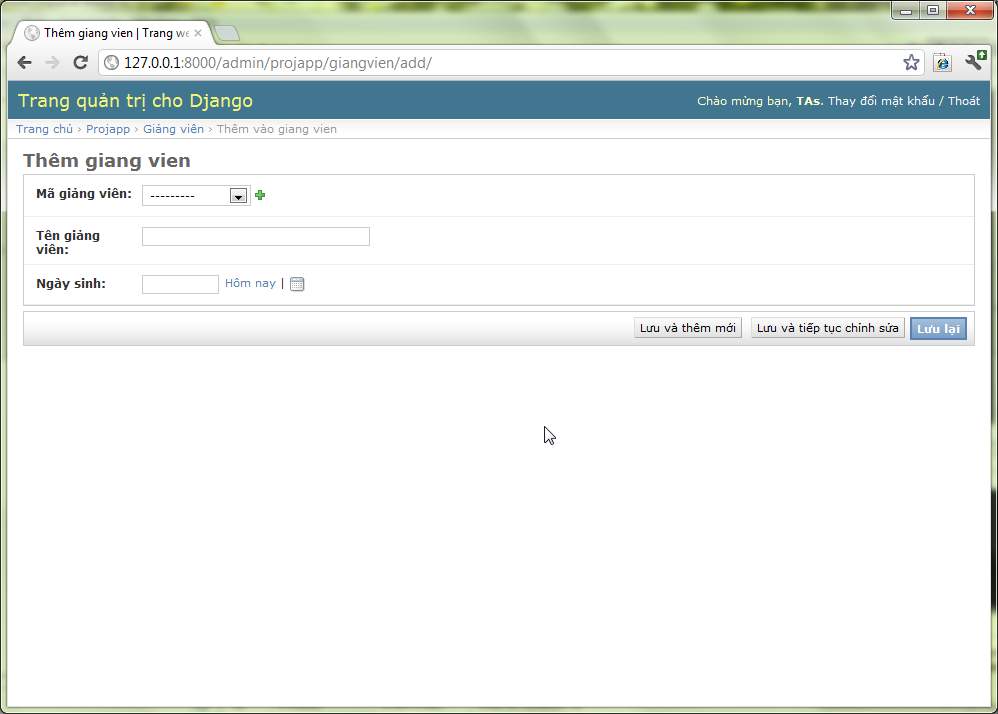 Thêm giang vien | Trang we
127.0.0.1:8000/admin/projapp/giangvien/add/
Trang quản trị cho Django
Chào mừng bạn, TAs. Thay đổi mật khẩu / Thoát
Trang chủ › Projapp › Giảng viên › Thêm vào giang vien
Thêm giang vien
Mã giảng viên:
---------
Tên giảng
viên:
Ngày sinh:
Hôm nay |
Lưu và thêm mới
Lưu và tiếp tục chỉnh sửa
Lưu lại